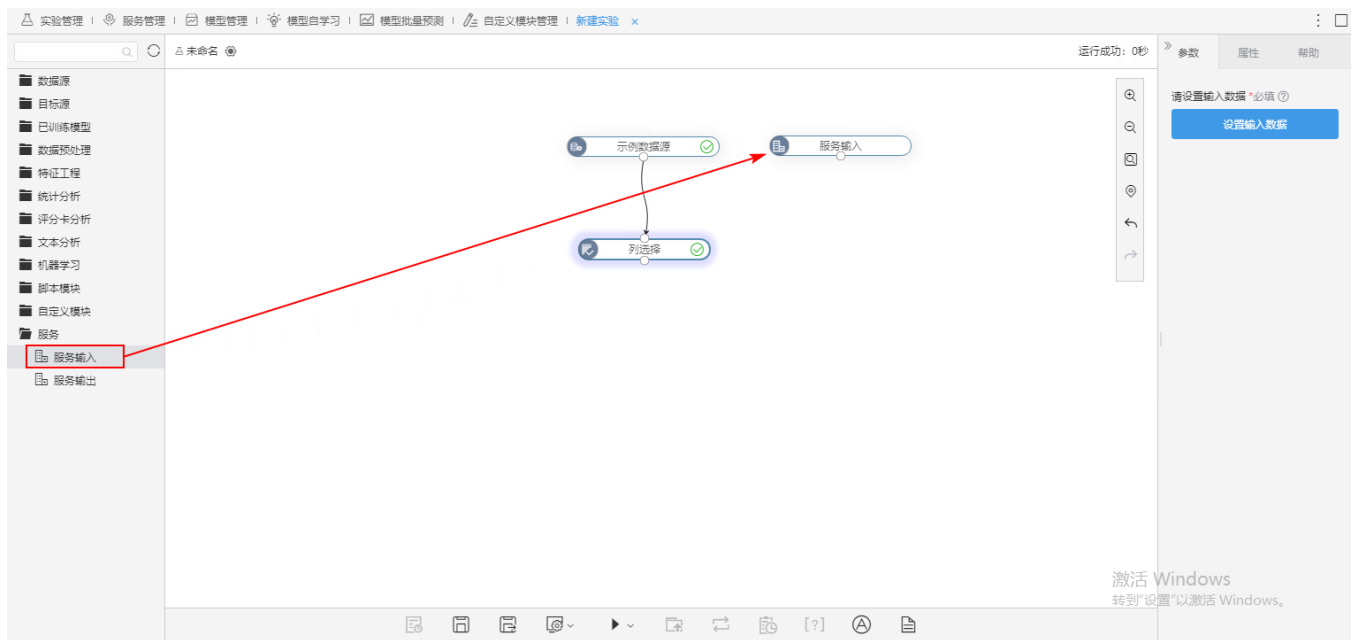 实验管理 服务管理 模型管理 模型自学习 模型批量预测 自定义模块管理 新建实验 ×
未命名
运行成功: 0秒
参数 属性 帮助
数据源
目标源
已训练模型
数据预处理
特征工程
统计分析
评分卡分析
文本分析
机器学习
脚本模块
自定义模块
服务
服务输入
服务输出
示例数据源
服务输入
列选择
请设置输入数据 *必填
设置输入数据
激活 Windows
转到"设置"以激活 Windows。
[?]
A